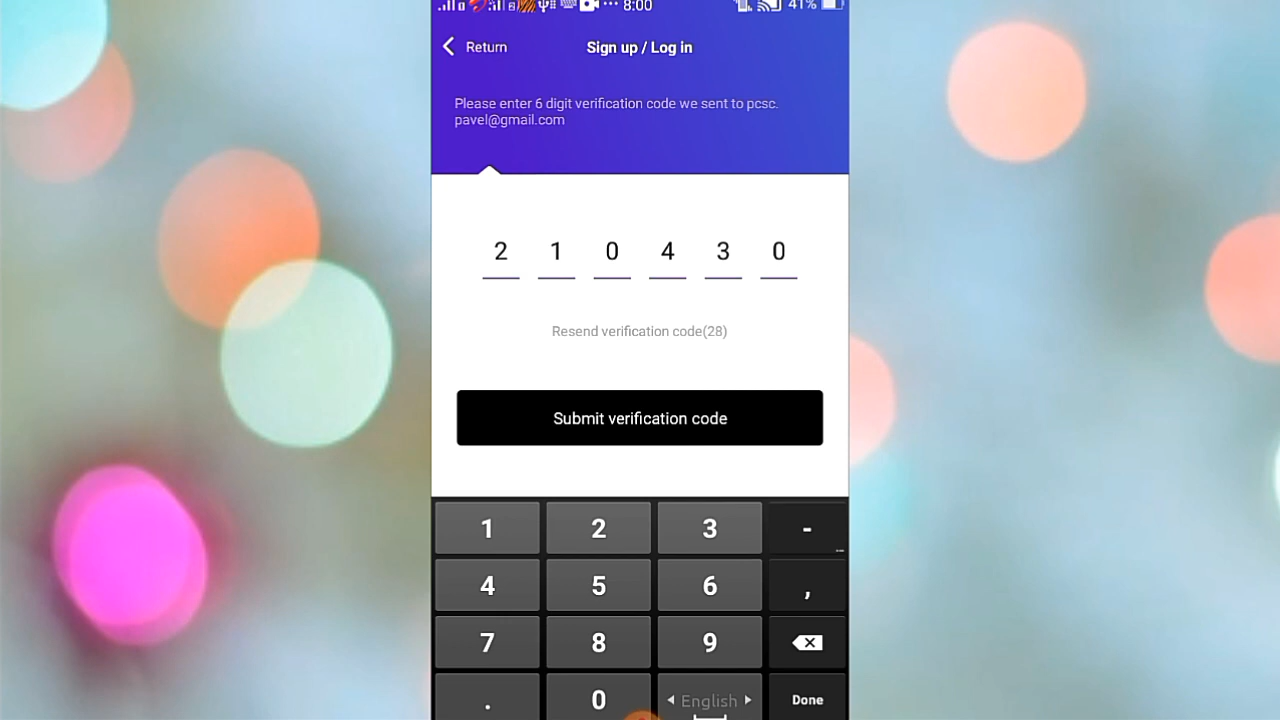 8:00 41%
Return Sign up / Log in
Please enter 6 digit verification code we sent to pcsc.
pavel@gmail.com
2 1 0 4 3 0
Resend verification code(28)
Submit verification code
1 2 3 -
4 5 6 ,
7 8 9
. 0 English Done